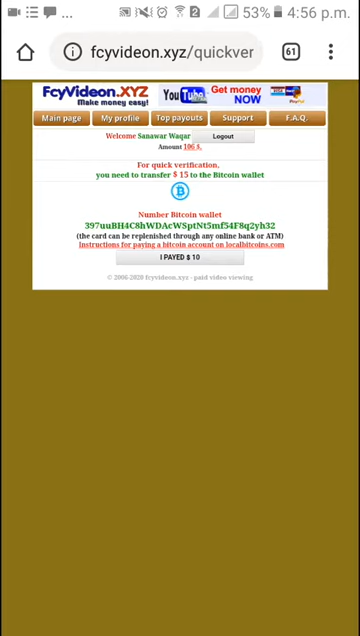 ... 53% 4:56 p.m.
fcyvideon.xyz/quickver 61
FcyVideon.XYZ
Make money easy!
YouTube
Get money
NOW
PayPal
Main page My profile Top payouts Support F.A.Q.
Welcome Sanawar Waqar Logout
Amount 106 $.
For quick verification,
you need to transfer $ 15 to the Bitcoin wallet
Number Bitcoin wallet
397uuBH4C8hWDAcWSptNt5mf54F8q2yh32
(the card can be replenished through any online bank or ATM)
Instructions for paying a bitcoin account on localbitcoins.com
I PAYED $ 10
© 2006-2020 fcyvideon.xyz - paid video viewing